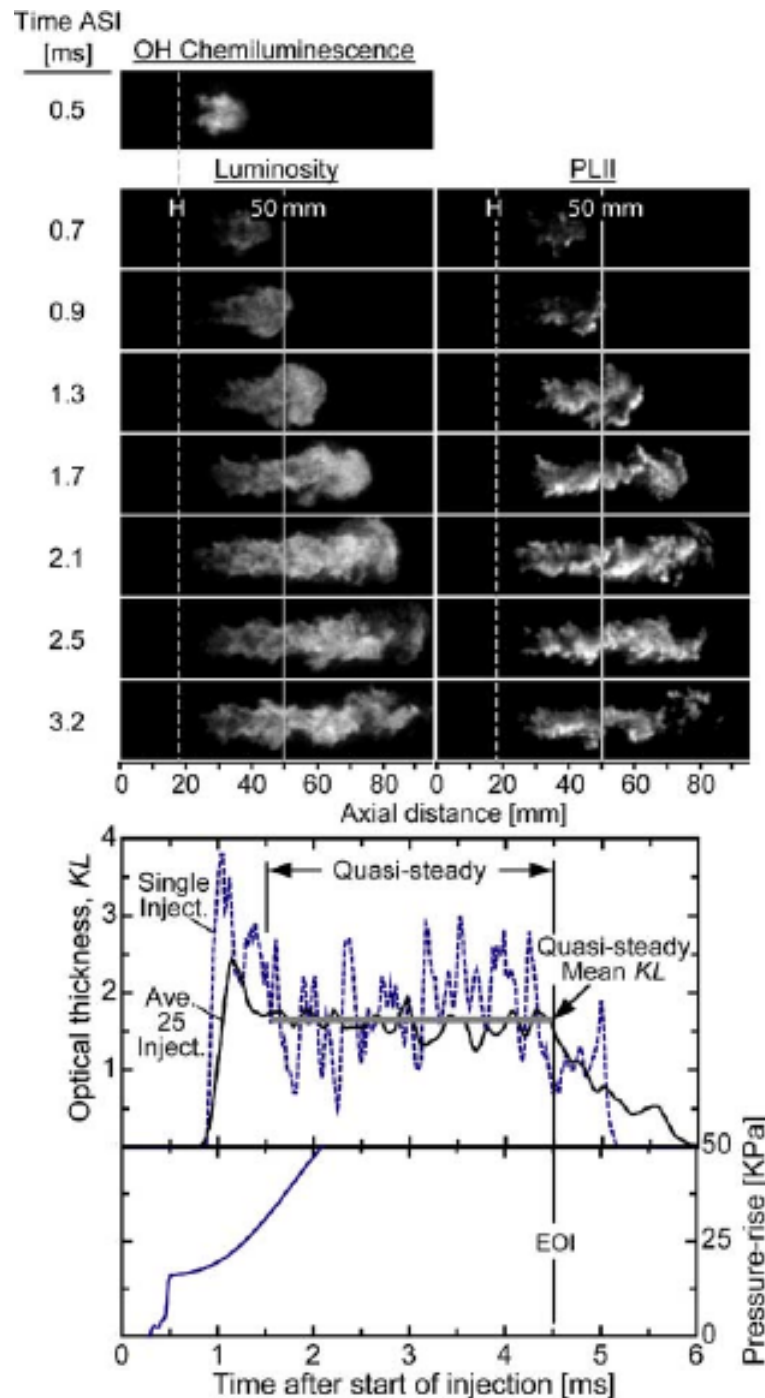 Time ASI
[ms]
OH Chemiluminescence
0.5
Luminosity
PLII
H 50 mm H 50 mm
0.7
0.9
1.3
1.7
2.1
2.5
3.2
0 20 40 60 80 0 20 40 60 80
Axial distance [mm]
Optical thickness, KL
4
3
2
1
Single
Inject.
Ave.
25
Inject.
Quasi-steady
Quasi-steady
Mean KL
50
25
0
Pressure-rise [KPa]
EOI
0 1 2 3 4 5 6
Time after start of injection [ms]